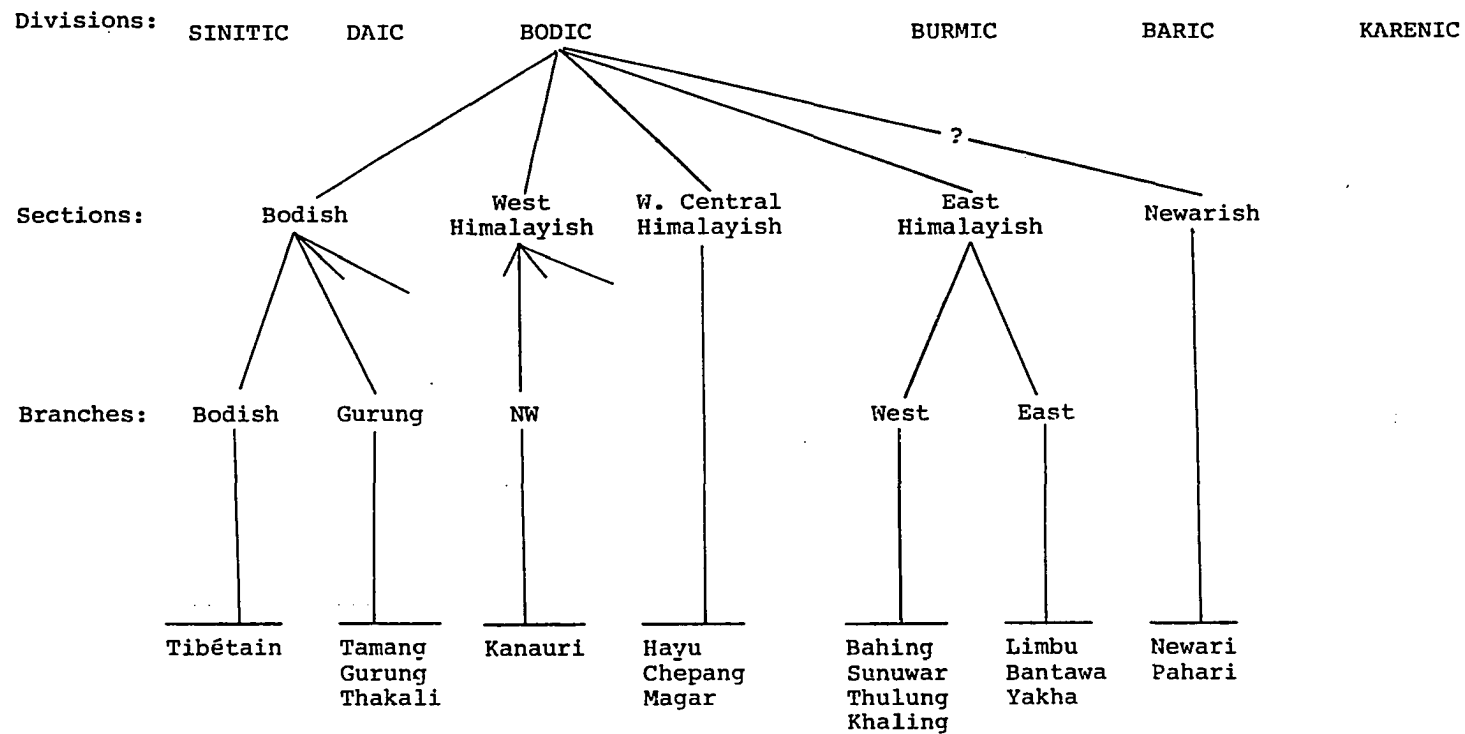 Divisions: SINITIC DAIC BODIC BURMIC BARIC KARENIC
?
Sections: Bodish West Himalayish W. Central Himalayish East Himalayish Newarish
Branches: Bodish Gurung NW West East
Tibétain Tamang Kanauri Hayu Bahing Limbu Newari
Gurung Chepang Sunuwar Bantawa Pahari
Thakali Magar Thulung Yakha
Khaling